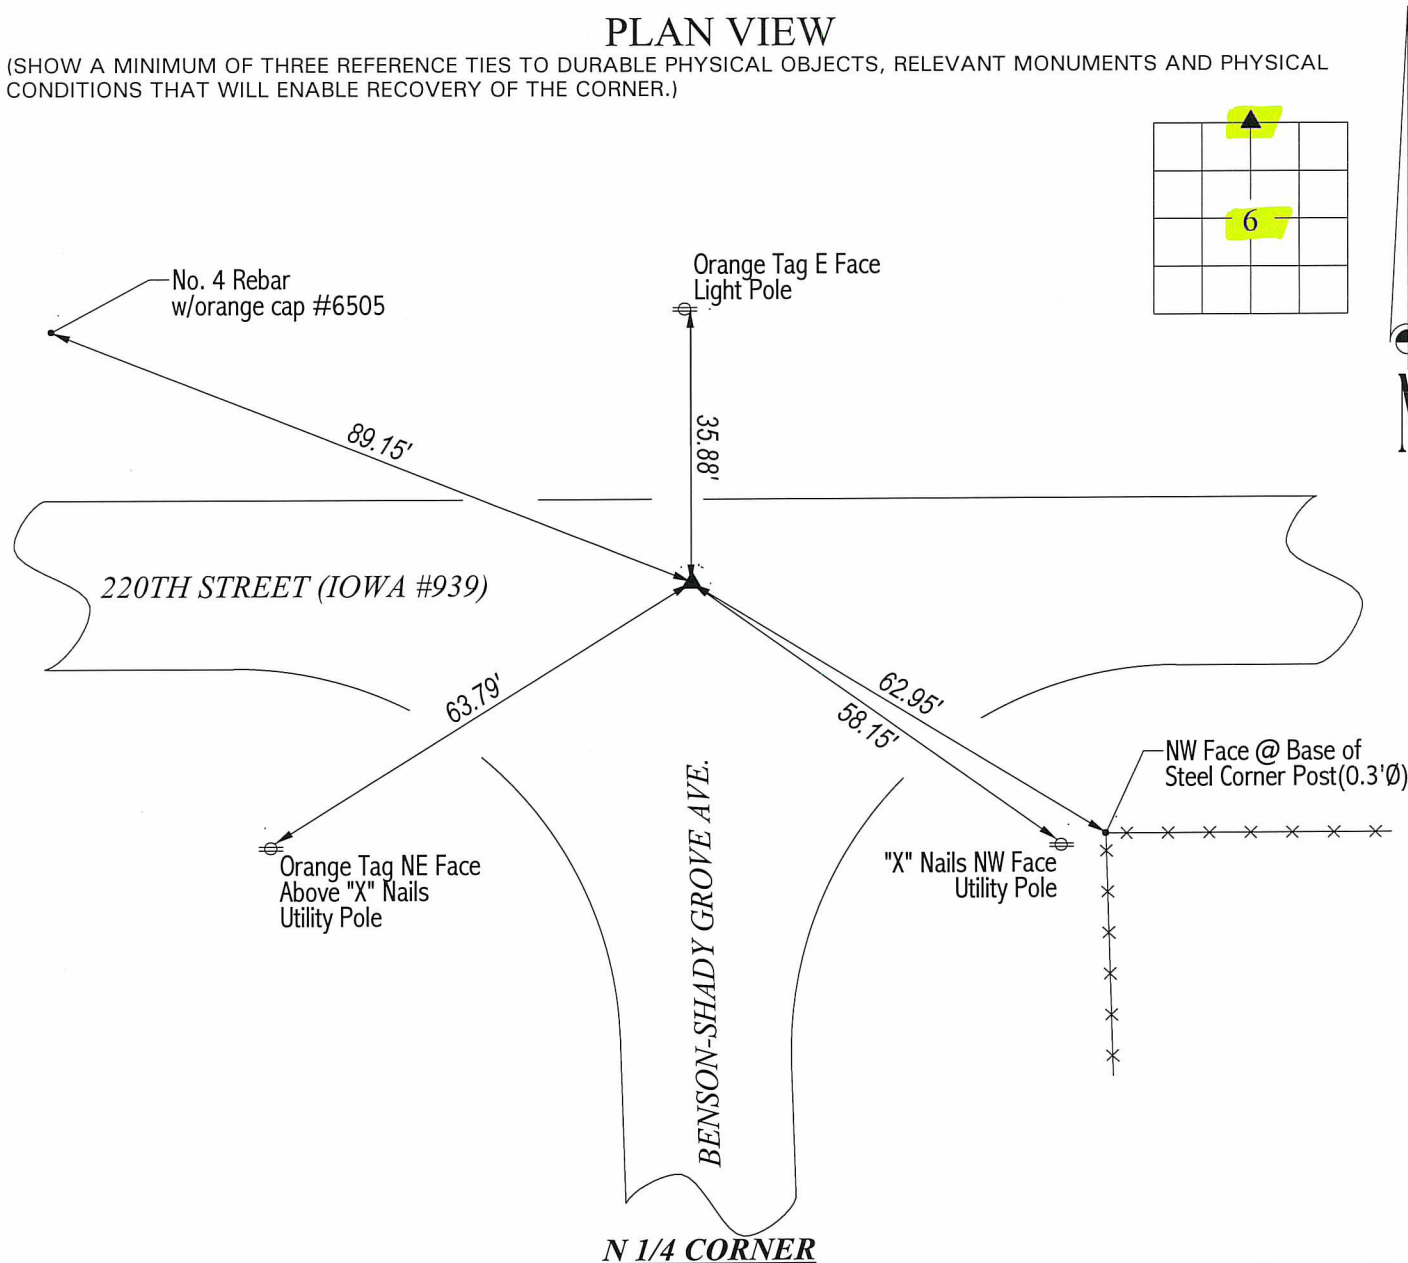 PLAN VIEW
(SHOW A MINIMUM OF THREE REFERENCE TIES TO DURABLE PHYSICAL OBJECTS, RELEVANT MONUMENTS AND PHYSICAL
CONDITIONS THAT WILL ENABLE RECOVERY OF THE CORNER.)
6
No. 4 Rebar
w/orange cap #6505
Orange Tag E Face
Light Pole
89.15'
35.88'
220TH STREET (IOWA #939)
63.79'
62.95'
58.15'
NW Face @ Base of
Steel Corner Post(0.3'Ø)
Orange Tag NE Face
Above "X" Nails
Utility Pole
"X" Nails NW Face
Utility Pole
BENSON-SHADY GROVE AVE.
N 1/4 CORNER